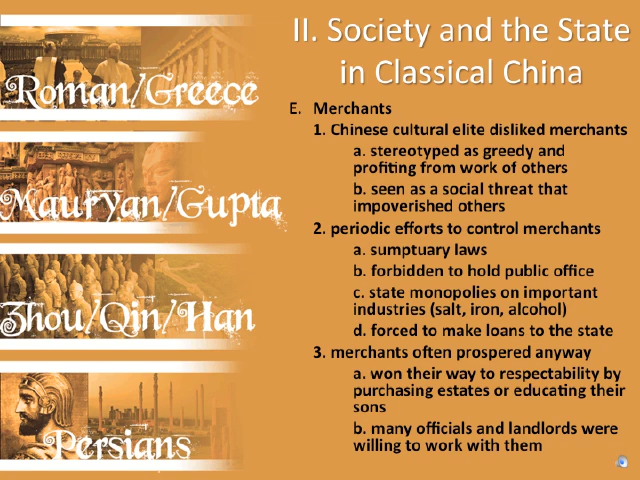 II. Society and the State
in Classical China
Roman/Greece
Mauryan/Gupta
Zhou/Qin/Han
Persians
E. Merchants
1. Chinese cultural elite disliked merchants
a. stereotyped as greedy and
profiting from work of others
b. seen as a social threat that
impoverished others
2. periodic efforts to control merchants
a. sumptuary laws
b. forbidden to hold public office
c. state monopolies on important
industries (salt, iron, alcohol)
d. forced to make loans to the state
3. merchants often prospered anyway
a. won their way to respectability by
purchasing estates or educating their
sons
b. many officials and landlords were
willing to work with them